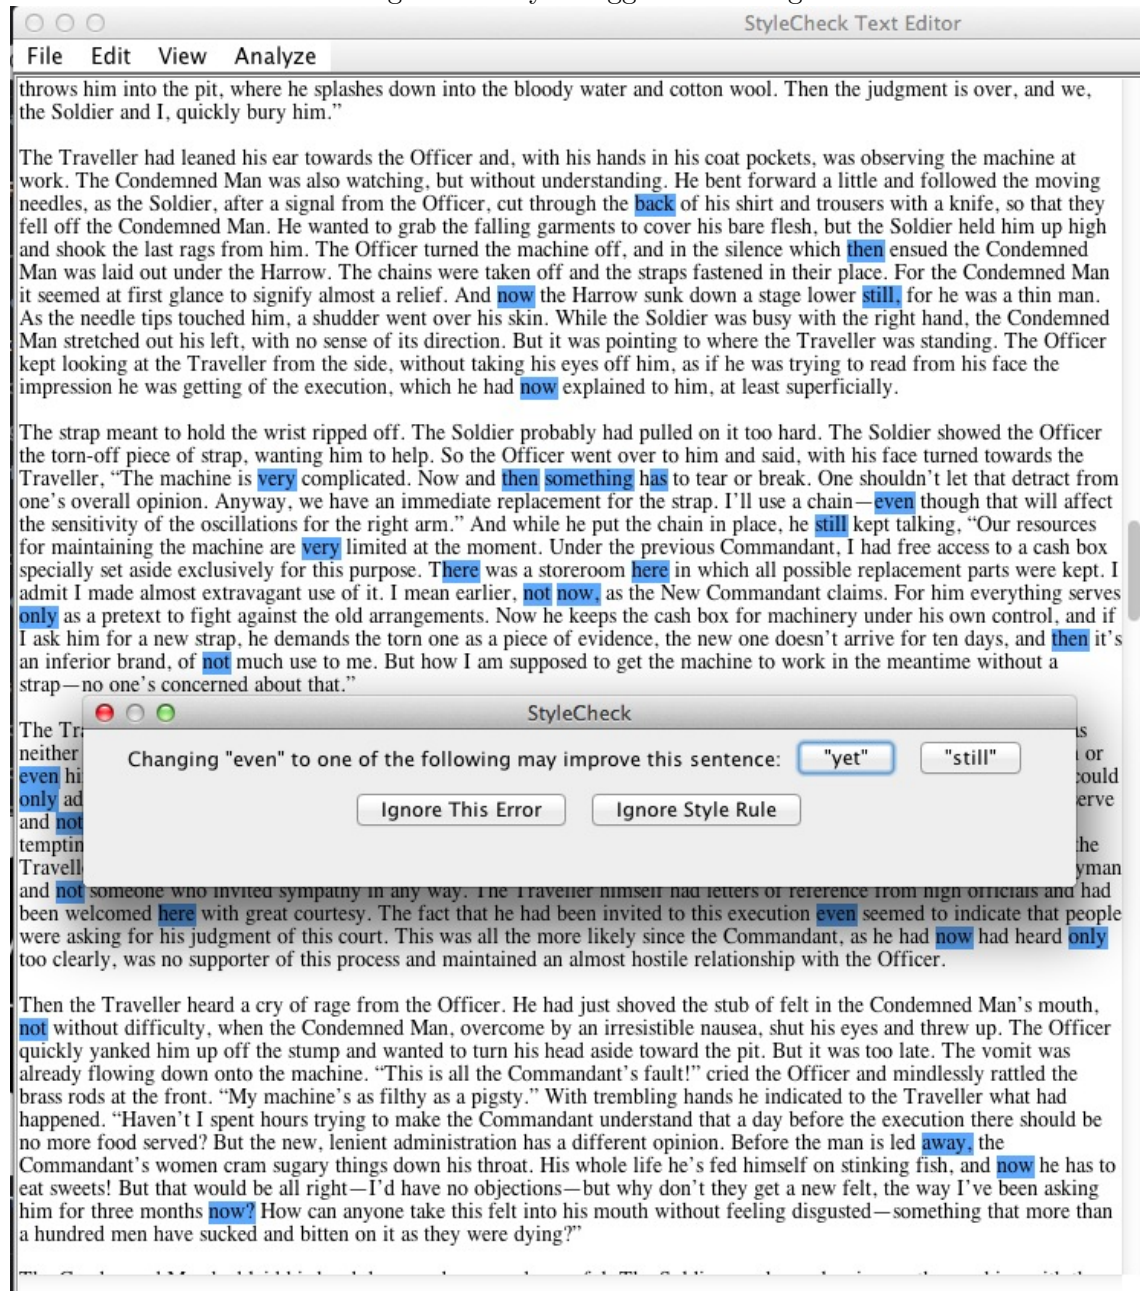 StyleCheck Text Editor
File Edit View Analyze
throws him into the pit, where he splashes down into the bloody water and cotton wool. Then the judgment is over, and we,
the Soldier and I, quickly bury him.”
The Traveller had leaned his ear towards the Officer and, with his hands in his coat pockets, was observing the machine at
work. The Condemned Man was also watching, but without understanding. He bent forward a little and followed the moving
needles, as the Soldier, after a signal from the Officer, cut through the back of his shirt and trousers with a knife, so that they
fell off the Condemned Man. He wanted to grab the falling garments to cover his bare flesh, but the Soldier held him up high
and shook the last rags from him. The Officer turned the machine off, and in the silence which then ensued the Condemned
Man was laid out under the Harrow. The chains were taken off and the straps fastened in their place. For the Condemned Man
it seemed at first glance to signify almost a relief. And now the Harrow sunk down a stage lower still, for he was a thin man.
As the needle tips touched him, a shudder went over his skin. While the Soldier was busy with the right hand, the Condemned
Man stretched out his left, with no sense of its direction. But it was pointing to where the Traveller was standing. The Officer
kept looking at the Traveller from the side, without taking his eyes off him, as if he was trying to read from his face the
impression he was getting of the execution, which he had now explained to him, at least superficially.
The strap meant to hold the wrist ripped off. The Soldier probably had pulled on it too hard. The Soldier showed the Officer
the torn-off piece of strap, wanting him to help. So the Officer went over to him and said, with his face turned towards the
Traveller, “The machine is very complicated. Now and then something has to tear or break. One shouldn’t let that detract from
one’s overall opinion. Anyway, we have an immediate replacement for the strap. I’ll use a chain—even though that will affect
the sensitivity of the oscillations for the right arm.” And while he put the chain in place, he still kept talking, “Our resources
for maintaining the machine are very limited at the moment. Under the previous Commandant, I had free access to a cash box
specially set aside exclusively for this purpose. There was a storeroom here in which all possible replacement parts were kept. I
admit I made almost extravagant use of it. I mean earlier, not now, as the New Commandant claims. For him everything serves
only as a pretext to fight against the old arrangements. Now he keeps the cash box for machinery under his own control, and if
I ask him for a new strap, he demands the torn one as a piece of evidence, the new one doesn’t arrive for ten days, and then it’s
an inferior brand, of not much use to me. But how I am supposed to get the machine to work in the meantime without a
strap—no one’s concerned about that.”
StyleCheck
The
neither or
Changing "even" to one of the following may improve this sentence: "yet" "still"
even
only
Ignore This Error Ignore Style Rule
and not
the
and not someone who invited sympathy in any way. The Traveller himself had letters of reference from high officials and had
been welcomed here with great courtesy. The fact that he had been invited to this execution even seemed to indicate that people
were asking for his judgment of this court. This was all the more likely since the Commandant, as he had now had heard only
too clearly, was no supporter of this process and maintained an almost hostile relationship with the Officer.
Then the Traveller heard a cry of rage from the Officer. He had just shoved the stub of felt in the Condemned Man’s mouth,
not without difficulty, when the Condemned Man, overcome by an irresistible nausea, shut his eyes and threw up. The Officer
quickly yanked him up off the stump and wanted to turn his head aside toward the pit. But it was too late. The vomit was
already flowing down onto the machine. “This is all the Commandant’s fault!” cried the Officer and mindlessly rattled the
brass rods at the front. “My machine’s as filthy as a pigsty.” With trembling hands he indicated to the Traveller what had
happened. “Haven’t I spent hours trying to make the Commandant understand that a day before the execution there should be
no more food served? But the new, lenient administration has a different opinion. Before the man is led away, the
Commandant’s women cram sugary things down his throat. His whole life he’s fed himself on stinking fish, and now he has to
eat sweets! But that would be all right—I’d have no objections—but why don’t they get a new felt, the way I’ve been asking
him for three months now? How can anyone take this felt into his mouth without feeling disgusted—something that more than
a hundred men have sucked and bitten on it as they were dying?”